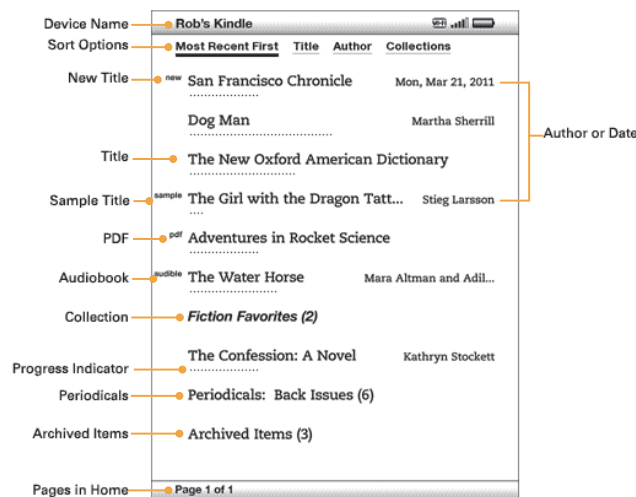 Device Name Rob's Kindle WI-FI
Sort Options Most Recent First Title Author Collections
New Title new San Francisco Chronicle Mon, Mar 21, 2011
Dog Man Martha Sherrill
Author or Date
Title The New Oxford American Dictionary
Sample Title sample The Girl with the Dragon Tatt... Stieg Larsson
PDF pdf Adventures in Rocket Science
Audiobook audible The Water Horse Mara Altman and Adil...
Collection Fiction Favorites (2)
The Confession: A Novel Kathryn Stockett
Progress Indicator
Periodicals Periodicals: Back Issues (6)
Archived Items Archived Items (3)
Pages in Home Page 1 of 1